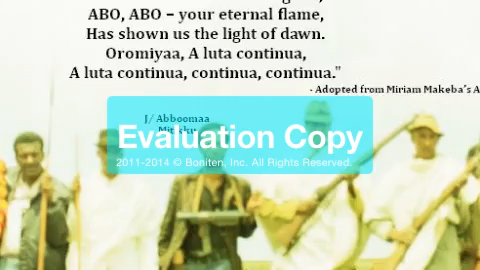 ABO, ABO – your eternal flame,
Has shown us the light of dawn.
Oromiyaa, A luta continua,
A luta continua, continua, continua."
- Adopted from Miriam Makeba's A
J/ Abboomaa
Evaluation Copy
2011-2014 © Boniten, Inc. All Rights Reserved.